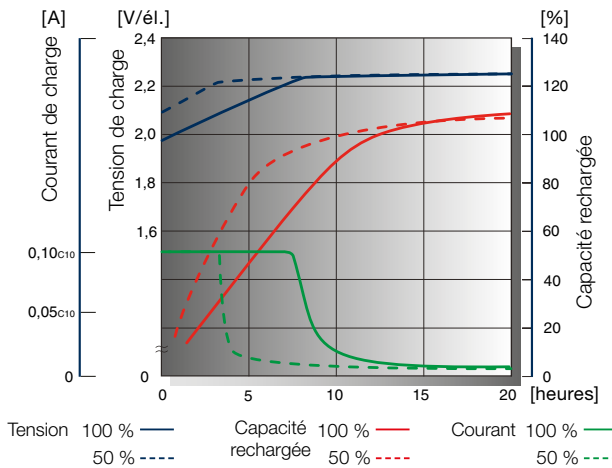 [A] [V/él.] [%]
Courant de charge
Tension de charge
Capacité rechargée
0,10C10
0,05C10
0
2,4
2,2
2,0
1,8
1,6
≈
0
140
120
100
80
60
40
20
0
0 5 10 15 20 [heures]
Tension 100 %
50 %
Capacité rechargée 100 %
50 %
Courant 100 %
50 %